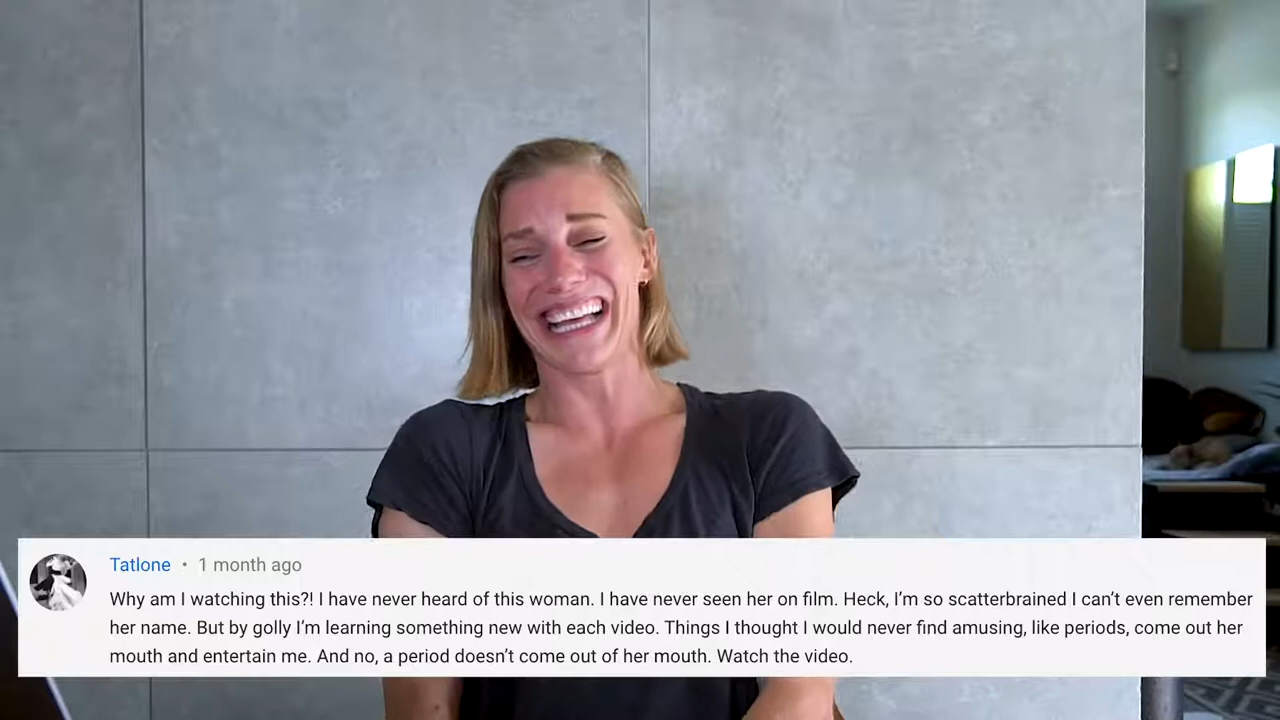 Tatlone • 1 month ago
Why am I watching this?! I have never heard of this woman. I have never seen her on film. Heck, I'm so scatterbrained I can't even remember
her name. But by golly I'm learning something new with each video. Things I thought I would never find amusing, like periods, come out her
mouth and entertain me. And no, a period doesn't come out of her mouth. Watch the video.